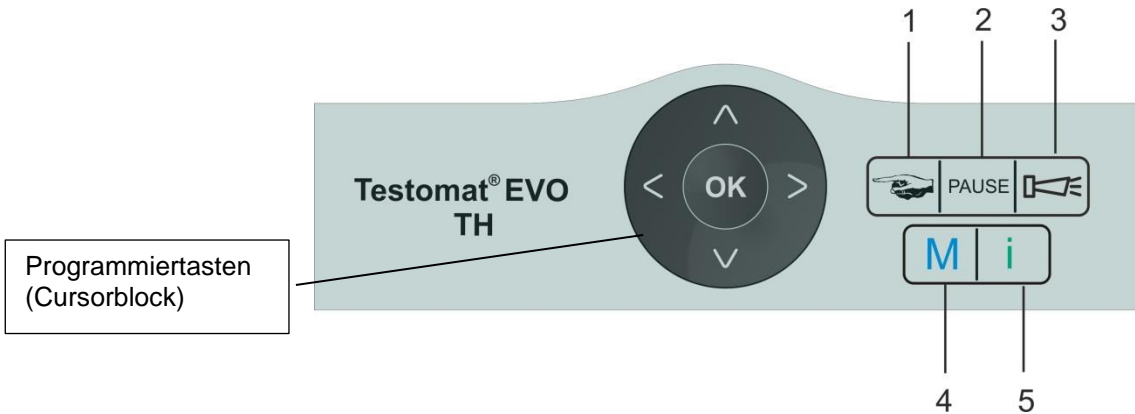 1 2 3
Testomat® EVO
TH
OK
PAUSE
M i
Programmiertasten
(Cursorblock)
4 5